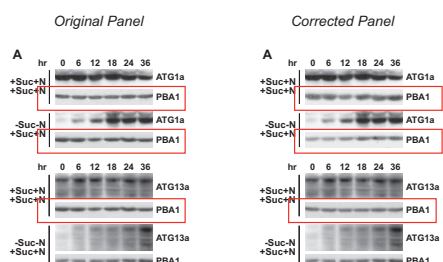 Original Panel
Corrected Panel
A
hr 0 6 12 18 24 36
+Suc+N
+Suc+N
ATG1a
PBA1
-Suc-N
+Suc+N
ATG1a
PBA1
hr 0 6 12 18 24 36
+Suc+N
+Suc+N
ATG13a
PBA1
-Suc-N
+Suc+N
ATG13a
PBA1
A
hr 0 6 12 18 24 36
+Suc+N
+Suc+N
ATG1a
PBA1
-Suc-N
+Suc+N
ATG1a
PBA1
hr 0 6 12 18 24 36
+Suc+N
+Suc+N
ATG13a
PBA1
-Suc-N
+Suc+N
ATG13a
PBA1